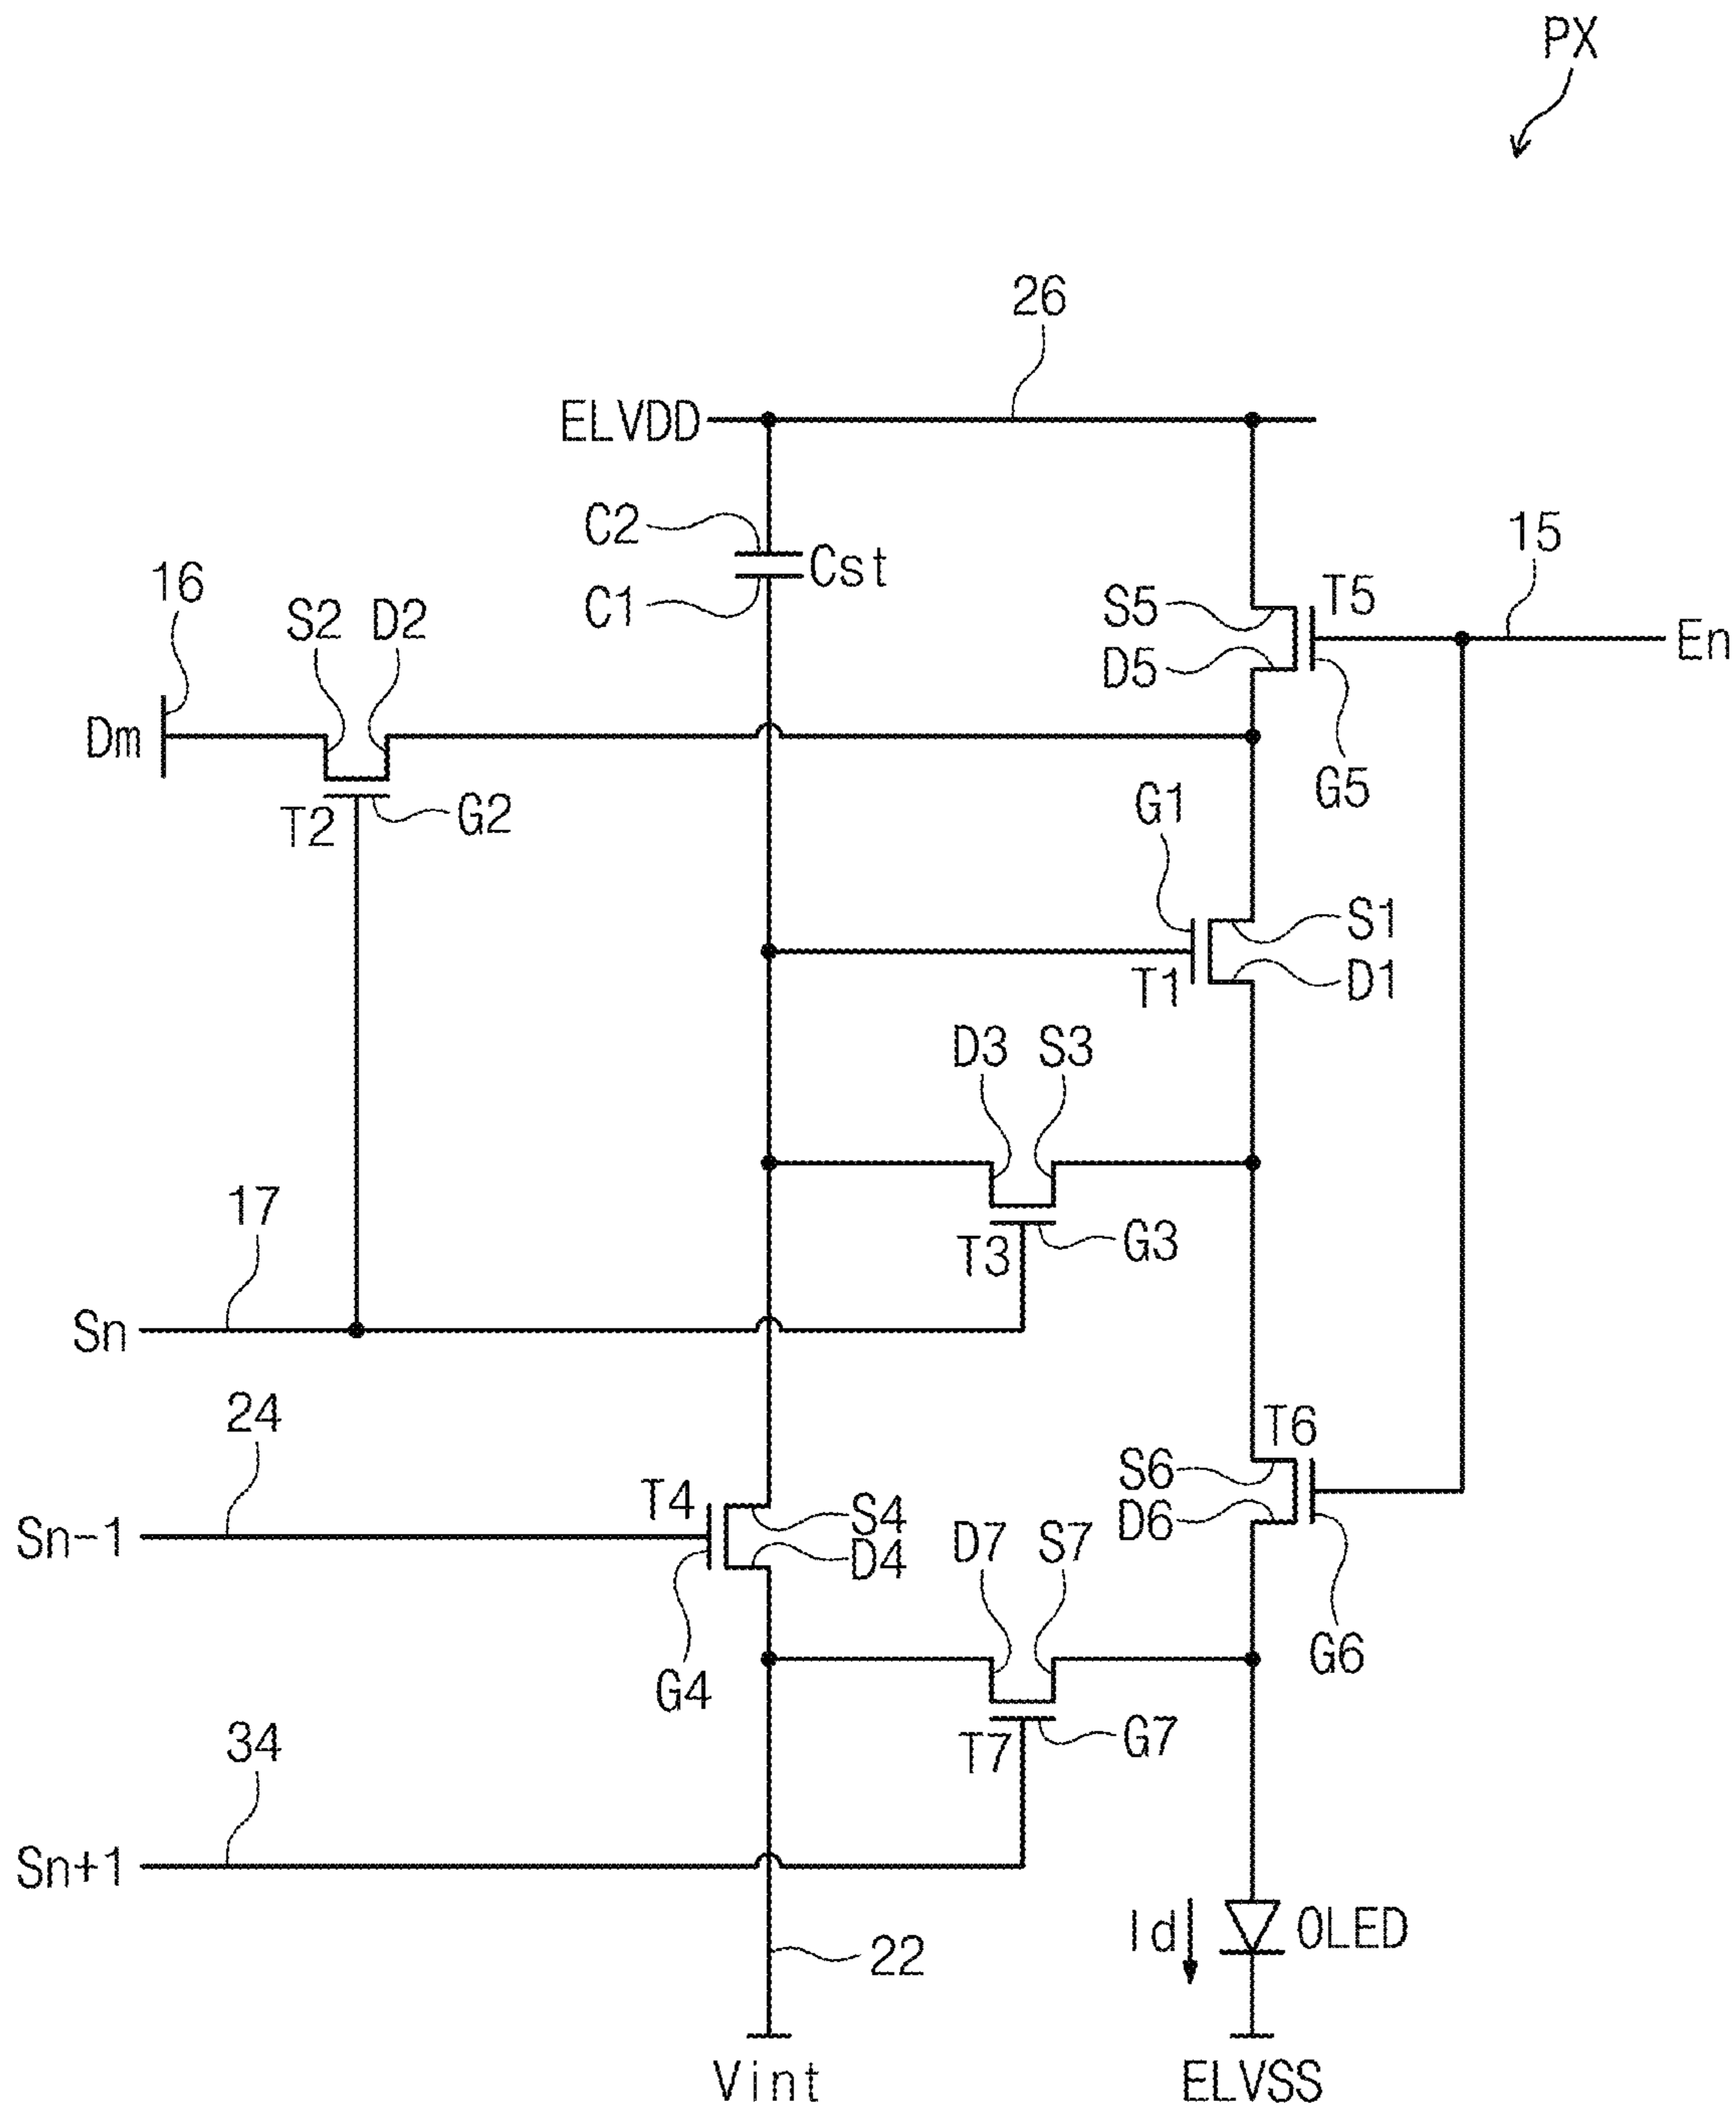 PX
26
ELVDD
C2
Cst
C1
15
16
S2 D2
S5
T5
En
D5
Dm
G5
G1
T2
G2
S1
T1
D1
D3 S3
17
G3
T3
Sn
24
T6
S6
T4
S4
D6
Sn-1
D4
D7 S7
G6
G4
34
G7
T7
Sn+1
Id
OLED
22
Vint
ELVSS